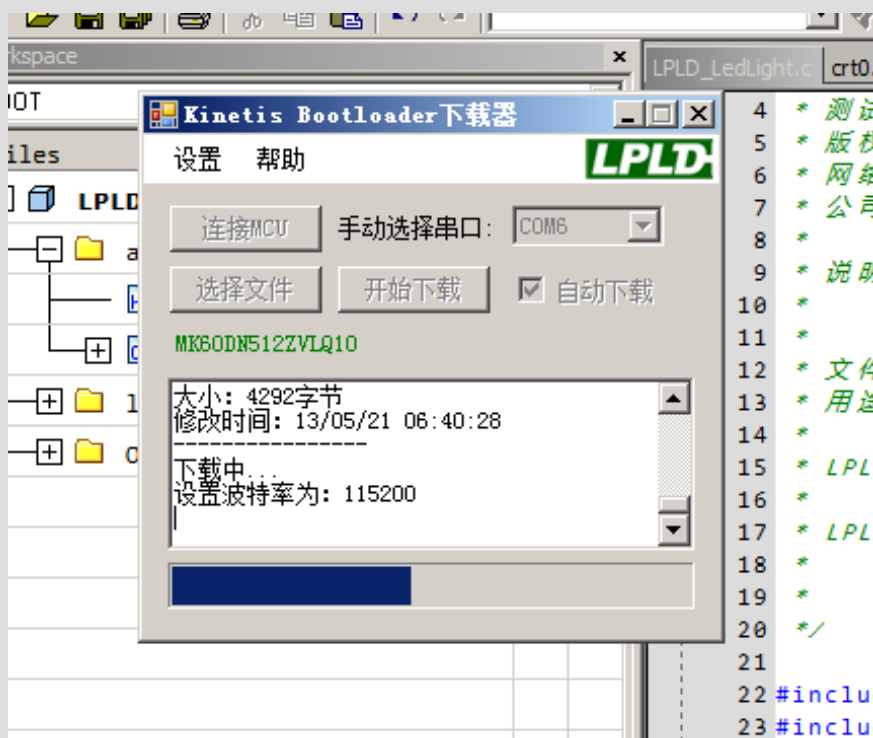 Kinetis Bootloader下载器
设置 帮助
LPLD
连接MCU 手动选择串口: COM6
选择文件 开始下载 自动下载
MK60DN512ZVLQ10
大小: 4292字节
修改时间: 13/05/21 06:40:28
----------------
下载中...
设置波特率为: 115200
LPLD_LedLight.c crt0.
4 * 测
5 * 版
6 * 网
7 * 公司
8 *
9 * 说明
10 *
11 *
12 * 文件
13 * 用途
14 *
15 * LPL
16 *
17 * LPL
18 *
19 *
20 */
21
22 #inclu
23 #inclu
LPLD